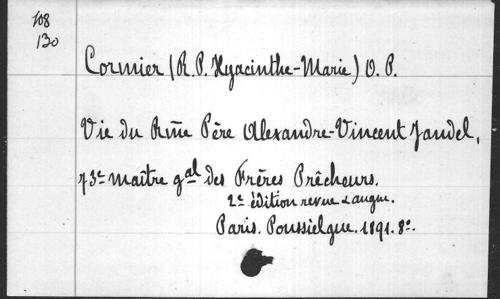 108
130
Cormier (R.P. Hyacinthe-Marie) O.P.
Vie du Rme Père Alexandre-Vincent Jandel,
73e maître gal des Frères Prêcheurs.
2e édition revue & augm.
Paris. Poussielgue. 1891. 8o.